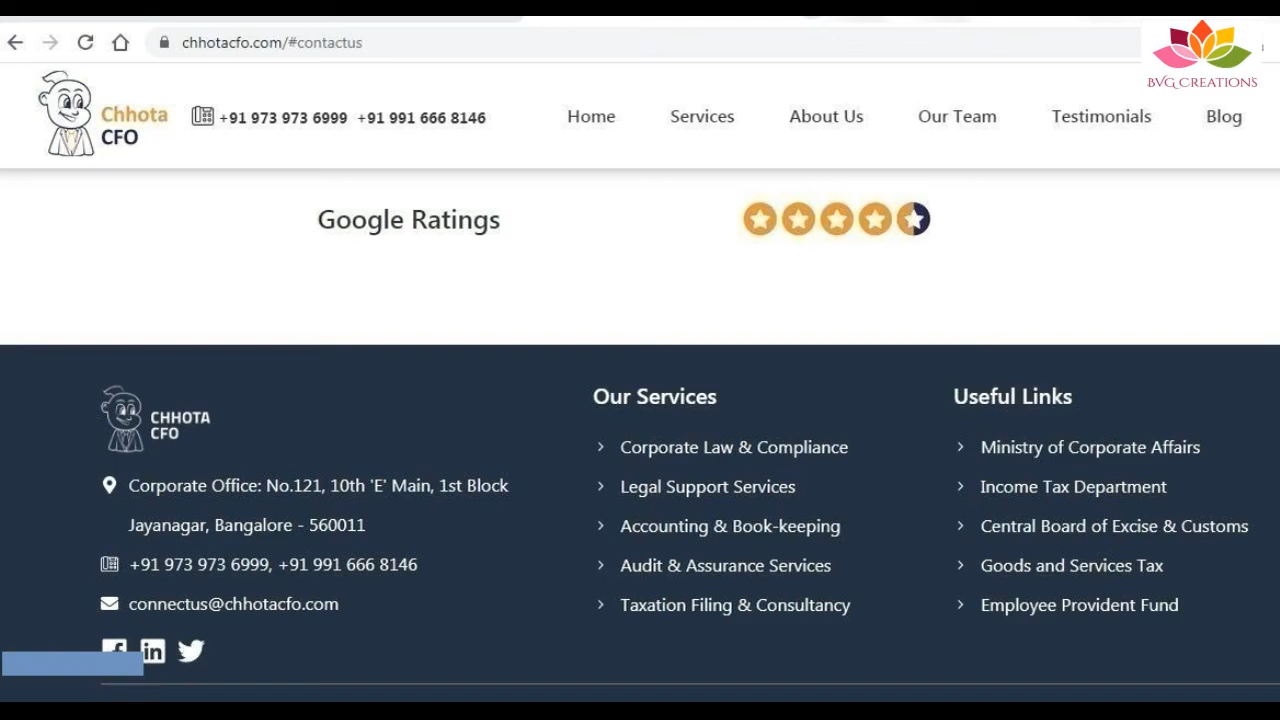 chhotacfo.com/#contactus
BVG CREATIONS
Chhota
CFO
+91 973 973 6999 +91 991 666 8146
Home
Services
About Us
Our Team
Testimonials
Blog
Google Ratings
CHHOTA
CFO
Corporate Office: No.121, 10th 'E' Main, 1st Block
Jayanagar, Bangalore - 560011
+91 973 973 6999, +91 991 666 8146
connectus@chhotacfo.com
Our Services
Corporate Law & Compliance
Legal Support Services
Accounting & Book-keeping
Audit & Assurance Services
Taxation Filing & Consultancy
Useful Links
Ministry of Corporate Affairs
Income Tax Department
Central Board of Excise & Customs
Goods and Services Tax
Employee Provident Fund